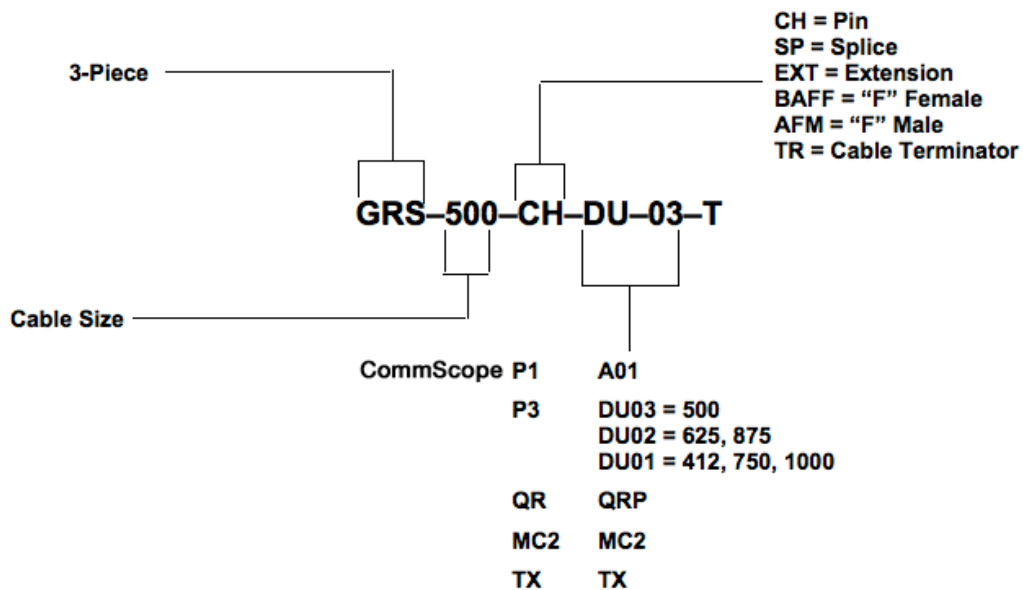 CH = Pin
SP = Splice
EXT = Extension
BAFF = “F” Female
AFM = “F” Male
TR = Cable Terminator
3-Piece
GRS–500–CH–DU–03–T
Cable Size
CommScope P1 A01
P3 DU03 = 500
DU02 = 625, 875
DU01 = 412, 750, 1000
QR QRP
MC2 MC2
TX TX